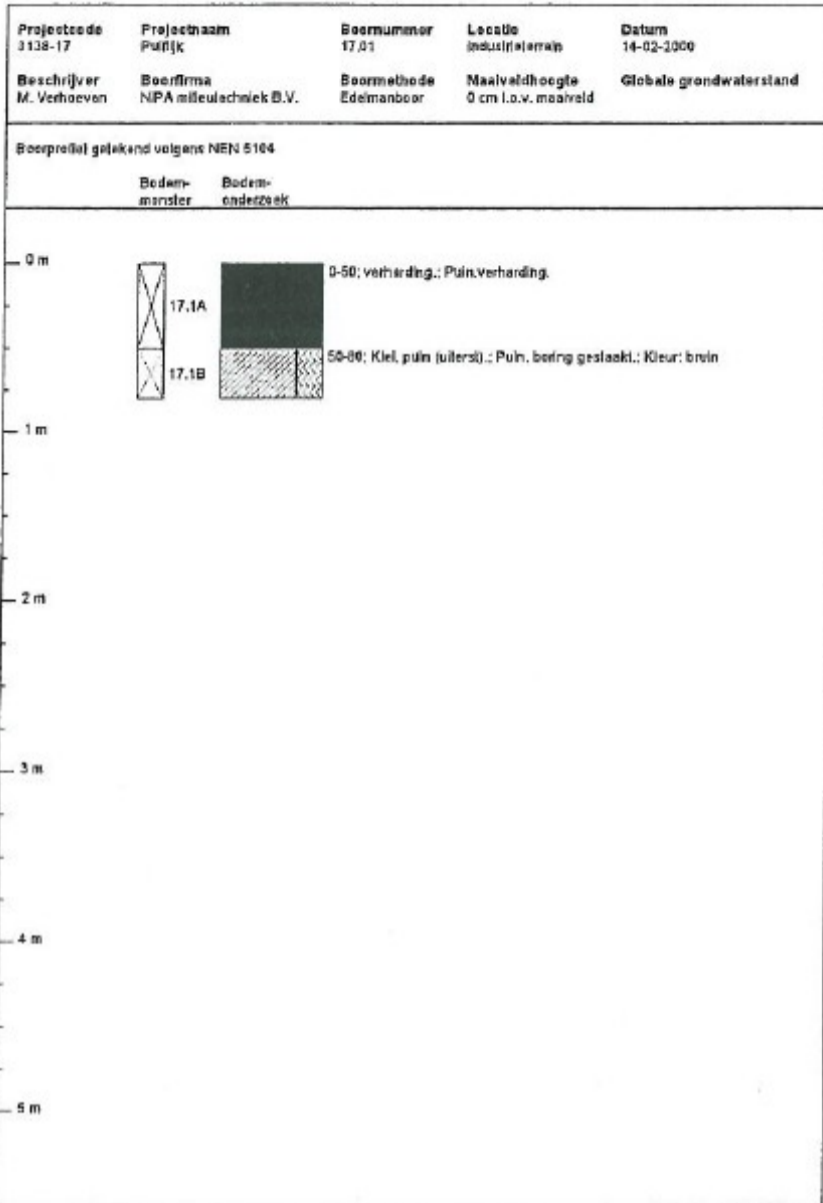 Projectcode Projectnaam Boornummer Locatie Datum
3138-17 Putlijk 17.01 Industrieterrein 14-02-2000
Beschrijver Boorfirma Boormethode Maaiveldhoogte Globale grondwaterstand
M. Verhoeven NIPA milieutechniek B.V. Edelmanboor 0 cm t.o.v. maaiveld
Boorprofiel getekend volgens NEN 5104
Bodem- Bodem-
monster onderzoek
0 m
0-50; verharding.; Puin.verharding.
17.1A
50-80; Klei, puin (uiterst).; Puin. boring gestaakt.; Kleur: bruin
17.1B
1 m
2 m
3 m
4 m
5 m